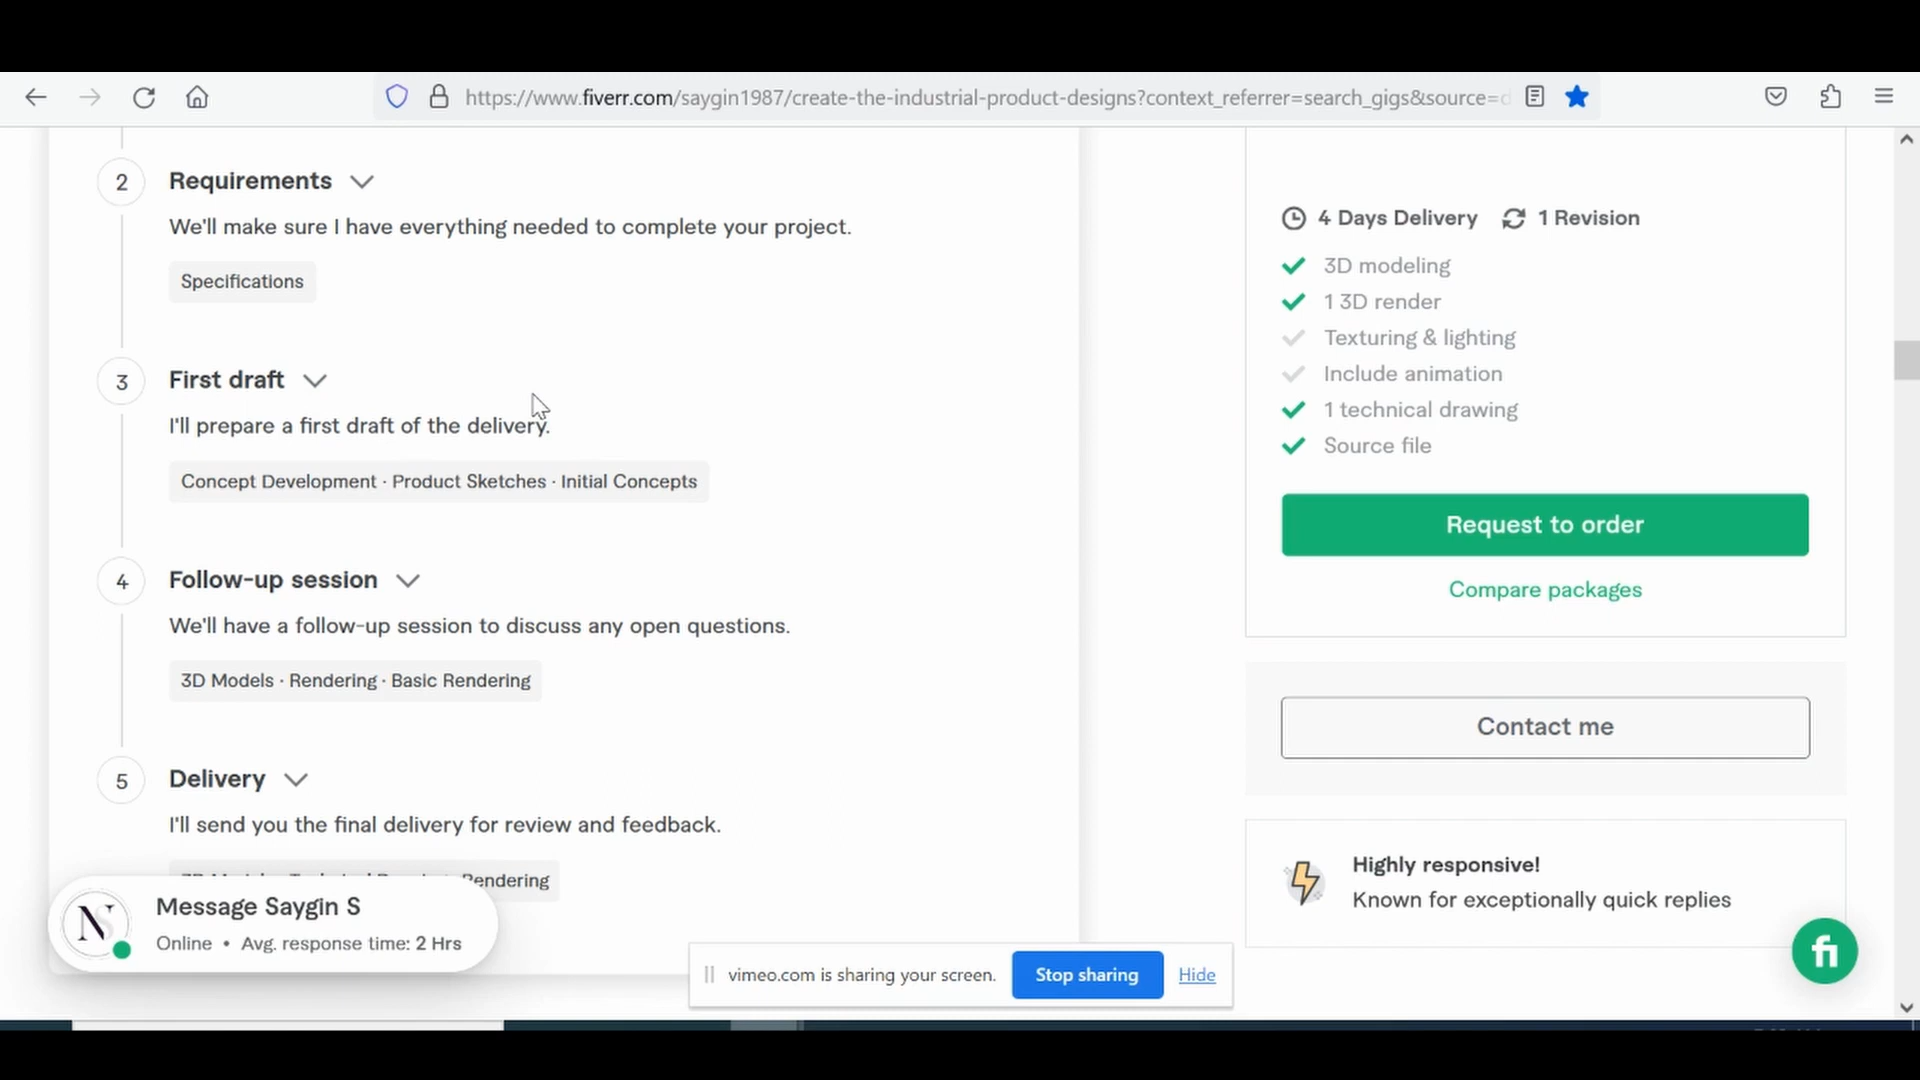 https://www.fiverr.com/saygin1987/create-the-industrial-product-designs?context_referrer=search_gigs&source=d
2 Requirements
We'll make sure I have everything needed to complete your project.
Specifications
3 First draft
I'll prepare a first draft of the delivery.
Concept Development · Product Sketches · Initial Concepts
4 Follow-up session
We'll have a follow-up session to discuss any open questions.
3D Models · Rendering · Basic Rendering
5 Delivery
I'll send you the final delivery for review and feedback.
Rendering
NS
Message Saygin S
Online • Avg. response time: 2 Hrs
4 Days Delivery 1 Revision
3D modeling
1 3D render
Texturing & lighting
Include animation
1 technical drawing
Source file
Request to order
Compare packages
Contact me
Highly responsive!
Known for exceptionally quick replies
fi
vimeo.com is sharing your screen. Stop sharing Hide